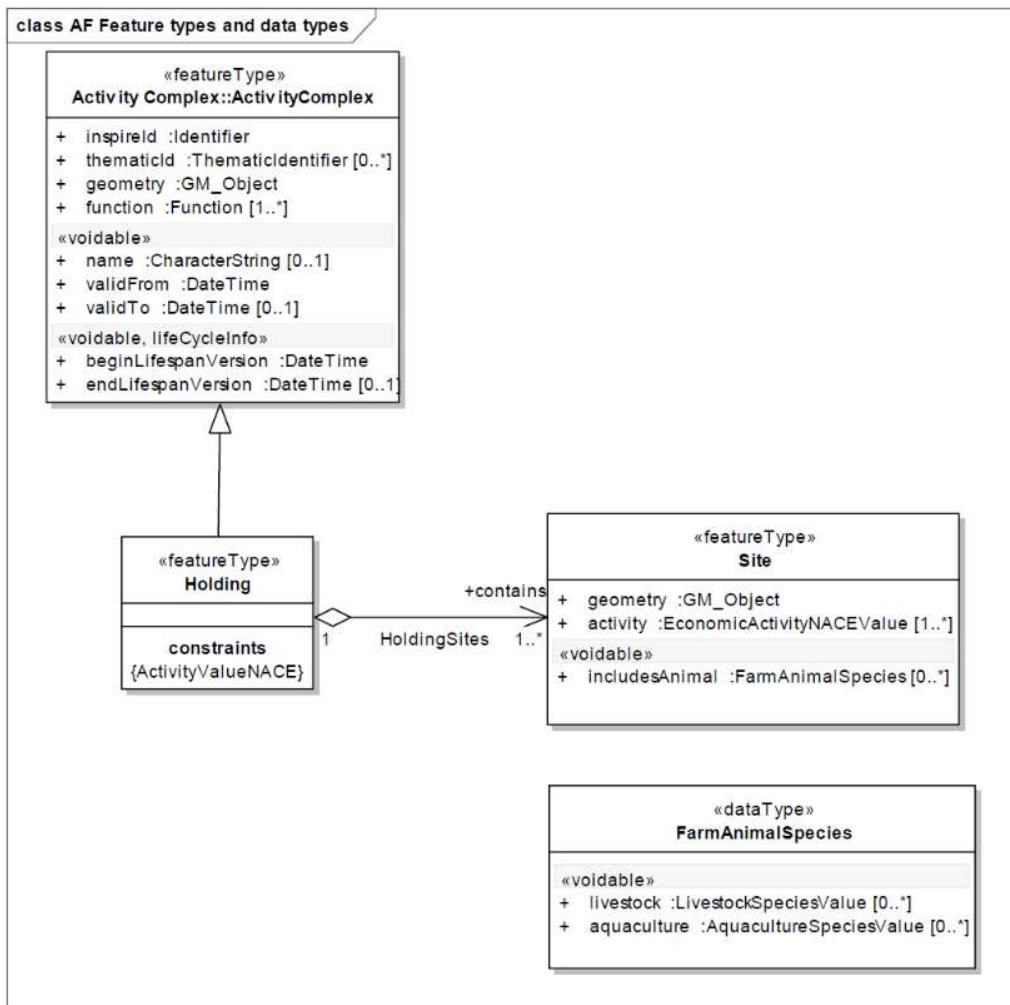 class AF Feature types and data types
«featureType»
Activity Complex::ActivityComplex
+ inspireId :Identifier
+ thematicId :ThematicIdentifier [0..*]
+ geometry :GM_Object
+ function :Function [1..*]
«voidable»
+ name :CharacterString [0..1]
+ validFrom :DateTime
+ validTo :DateTime [0..1]
«voidable, lifeCycleInfo»
+ beginLifespanVersion :DateTime
+ endLifespanVersion :DateTime [0..1]
«featureType»
Holding
constraints
{ActivityValueNACE}
+contains
1 HoldingSites 1..*
«featureType»
Site
+ geometry :GM_Object
+ activity :EconomicActivityNACEValue [1..*]
«voidable»
+ includesAnimal :FarmAnimalSpecies [0..*]
«dataType»
FarmAnimalSpecies
«voidable»
+ livestock :LivestockSpeciesValue [0..*]
+ aquaculture :AquacultureSpeciesValue [0..*]